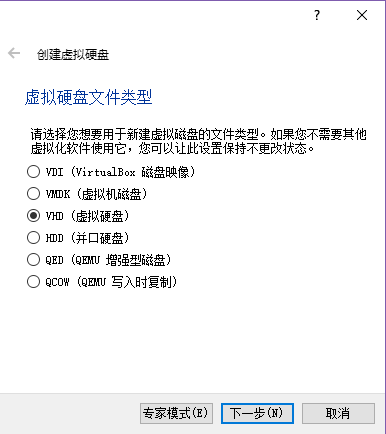 ?
创建虚拟硬盘
虚拟硬盘文件类型
请选择您想要用于新建虚拟磁盘的文件类型。如果您不需要其他
虚拟化软件使用它，您可以让此设置保持不更改状态。
VDI (VirtualBox 磁盘映像)
VMDK (虚拟机磁盘)
VHD (虚拟硬盘)
HDD (并口硬盘)
QED (QEMU 增强型磁盘)
QCOW (QEMU 写入时复制)
专家模式(E) 下一步(N) 取消